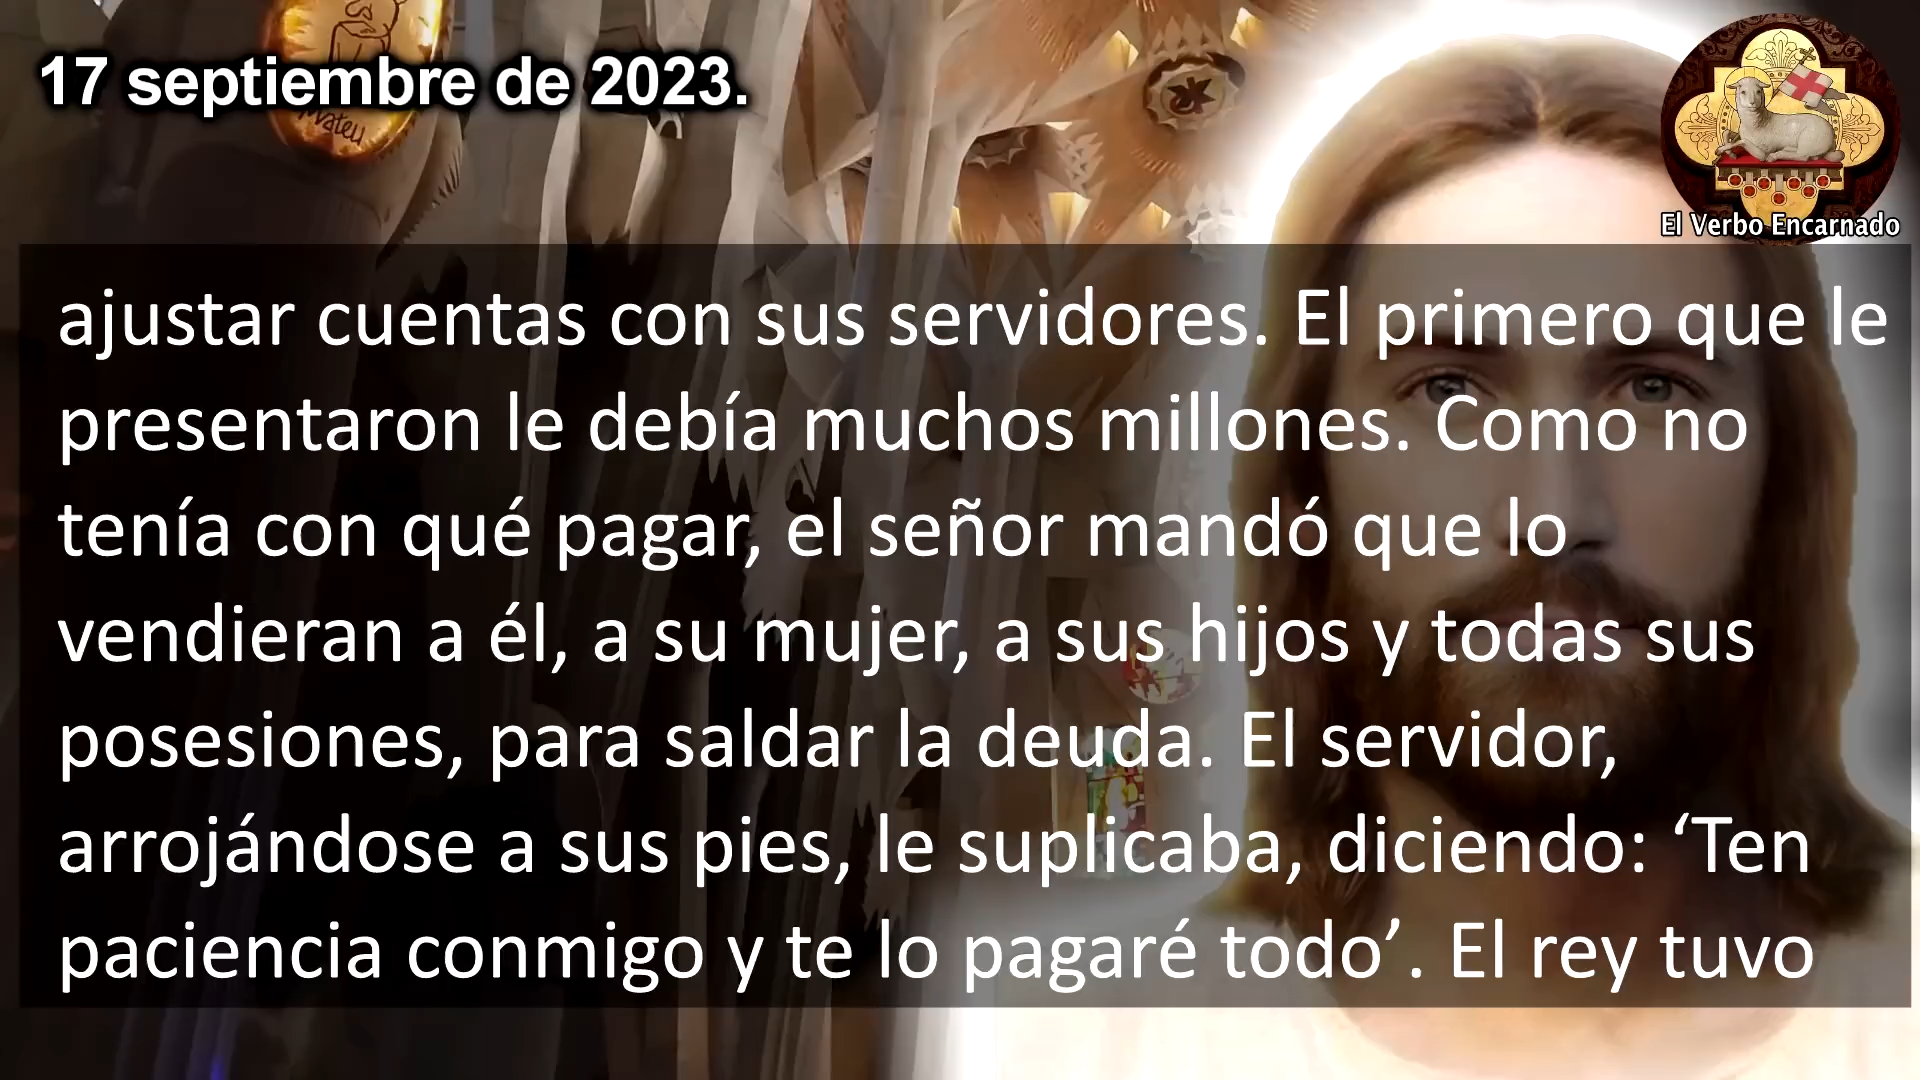 17 septiembre de 2023.
Mateu
El Verbo Encarnado
ajustar cuentas con sus servidores. El primero que le
presentaron le debía muchos millones. Como no
tenía con qué pagar, el señor mandó que lo
vendieran a él, a su mujer, a sus hijos y todas sus
posesiones, para saldar la deuda. El servidor,
arrojándose a sus pies, le suplicaba, diciendo: ‘Ten
paciencia conmigo y te lo pagaré todo’. El rey tuvo